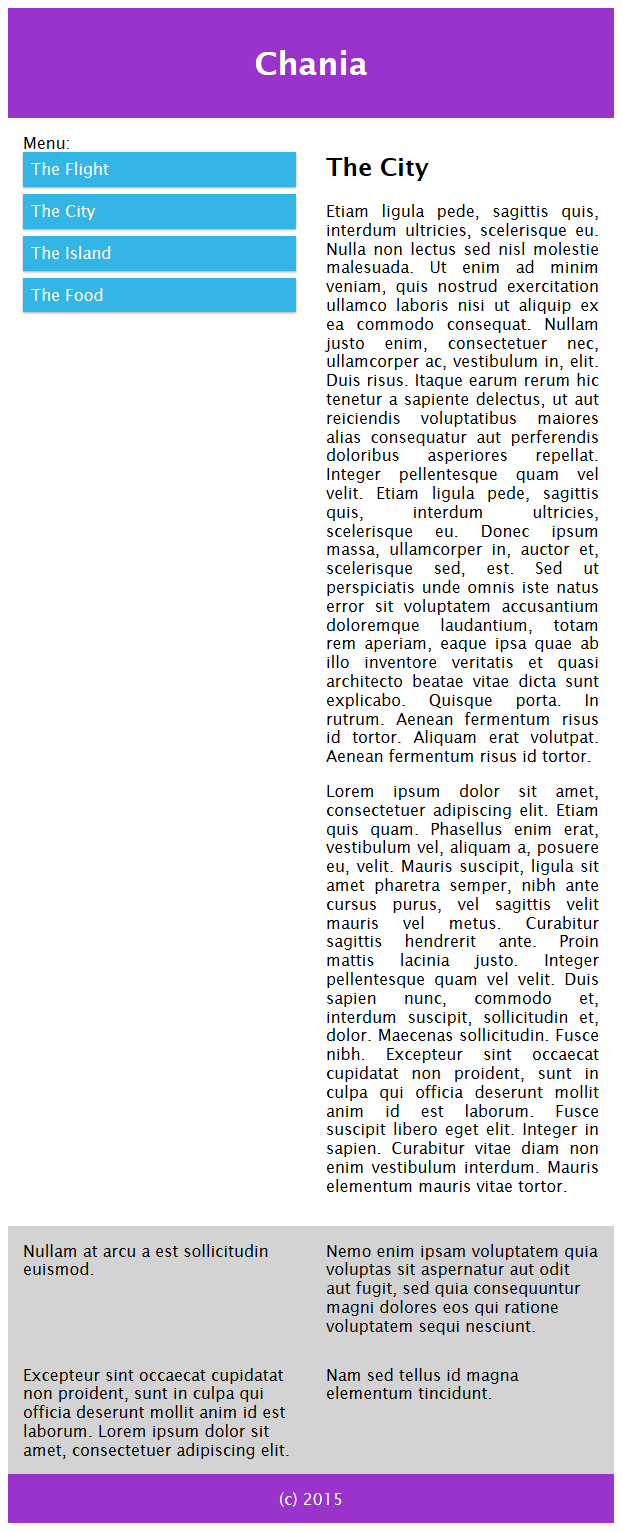 Chania
Menu:
The Flight
The City
The Island
The Food
The City
Etiam ligula pede, sagittis quis,
interdum ultricies, scelerisque eu.
Nulla non lectus sed nisl molestie
malesuada. Ut enim ad minim
veniam, quis nostrud exercitation
ullamco laboris nisi ut aliquip ex
ea commodo consequat. Nullam
justo enim, consectetuer nec,
ullamcorper ac, vestibulum in, elit.
Duis risus. Itaque earum rerum hic
tenetur a sapiente delectus, ut aut
reiciendis voluptatibus maiores
alias consequatur aut perferendis
doloribus asperiores repellat.
Integer pellentesque quam vel
velit. Etiam ligula pede, sagittis
quis, interdum ultricies,
scelerisque eu. Donec ipsum
massa, ullamcorper in, auctor et,
scelerisque sed, est. Sed ut
perspiciatis unde omnis iste natus
error sit voluptatem accusantium
doloremque laudantium, totam
rem aperiam, eaque ipsa quae ab
illo inventore veritatis et quasi
architecto beatae vitae dicta sunt
explicabo. Quisque porta. In
rutrum. Aenean fermentum risus
id tortor. Aliquam erat volutpat.
Aenean fermentum risus id tortor.
Lorem ipsum dolor sit amet,
consectetuer adipiscing elit. Etiam
quis quam. Phasellus enim erat,
vestibulum vel, aliquam a, posuere
eu, velit. Mauris suscipit, ligula sit
amet pharetra semper, nibh ante
cursus purus, vel sagittis velit
mauris vel metus. Curabitur
sagittis hendrerit ante. Proin
mattis lacinia justo. Integer
pellentesque quam vel velit. Duis
sapien nunc, commodo et,
interdum suscipit, sollicitudin et,
dolor. Maecenas sollicitudin. Fusce
nibh. Excepteur sint occaecat
cupidatat non proident, sunt in
culpa qui officia deserunt mollit
anim id est laborum. Fusce
suscipit libero eget elit. Integer in
sapien. Curabitur vitae diam non
enim vestibulum interdum. Mauris
elementum mauris vitae tortor.
Nullam at arcu a est sollicitudin
euismod.
Nemo enim ipsam voluptatem quia
voluptas sit aspernatur aut odit
aut fugit, sed quia consequuntur
magni dolores eos qui ratione
voluptatem sequi nesciunt.
Excepteur sint occaecat cupidatat
non proident, sunt in culpa qui
officia deserunt mollit anim id est
laborum. Lorem ipsum dolor sit
amet, consectetuer adipiscing elit.
Nam sed tellus id magna
elementum tincidunt.
(c) 2015